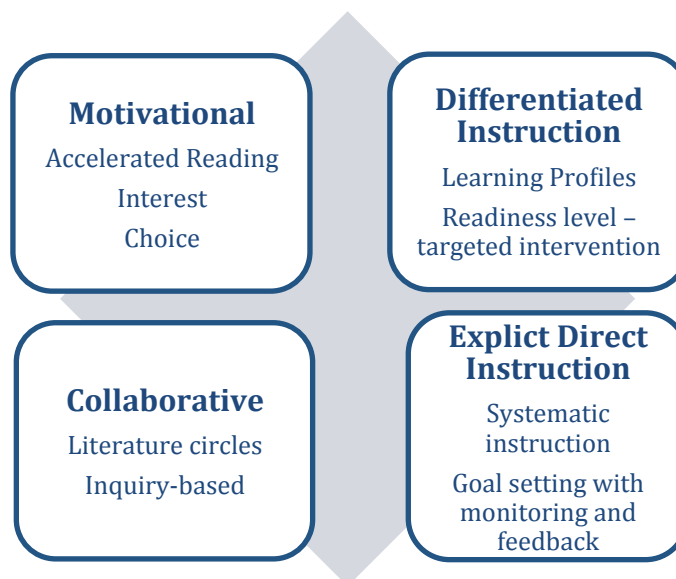 Motivational
Accelerated Reading
Interest
Choice
Differentiated
Instruction
Learning Profiles
Readiness level –
targeted intervention
Collaborative
Literature circles
Inquiry-based
Explict Direct
Instruction
Systematic
instruction
Goal setting with
monitoring and
feedback